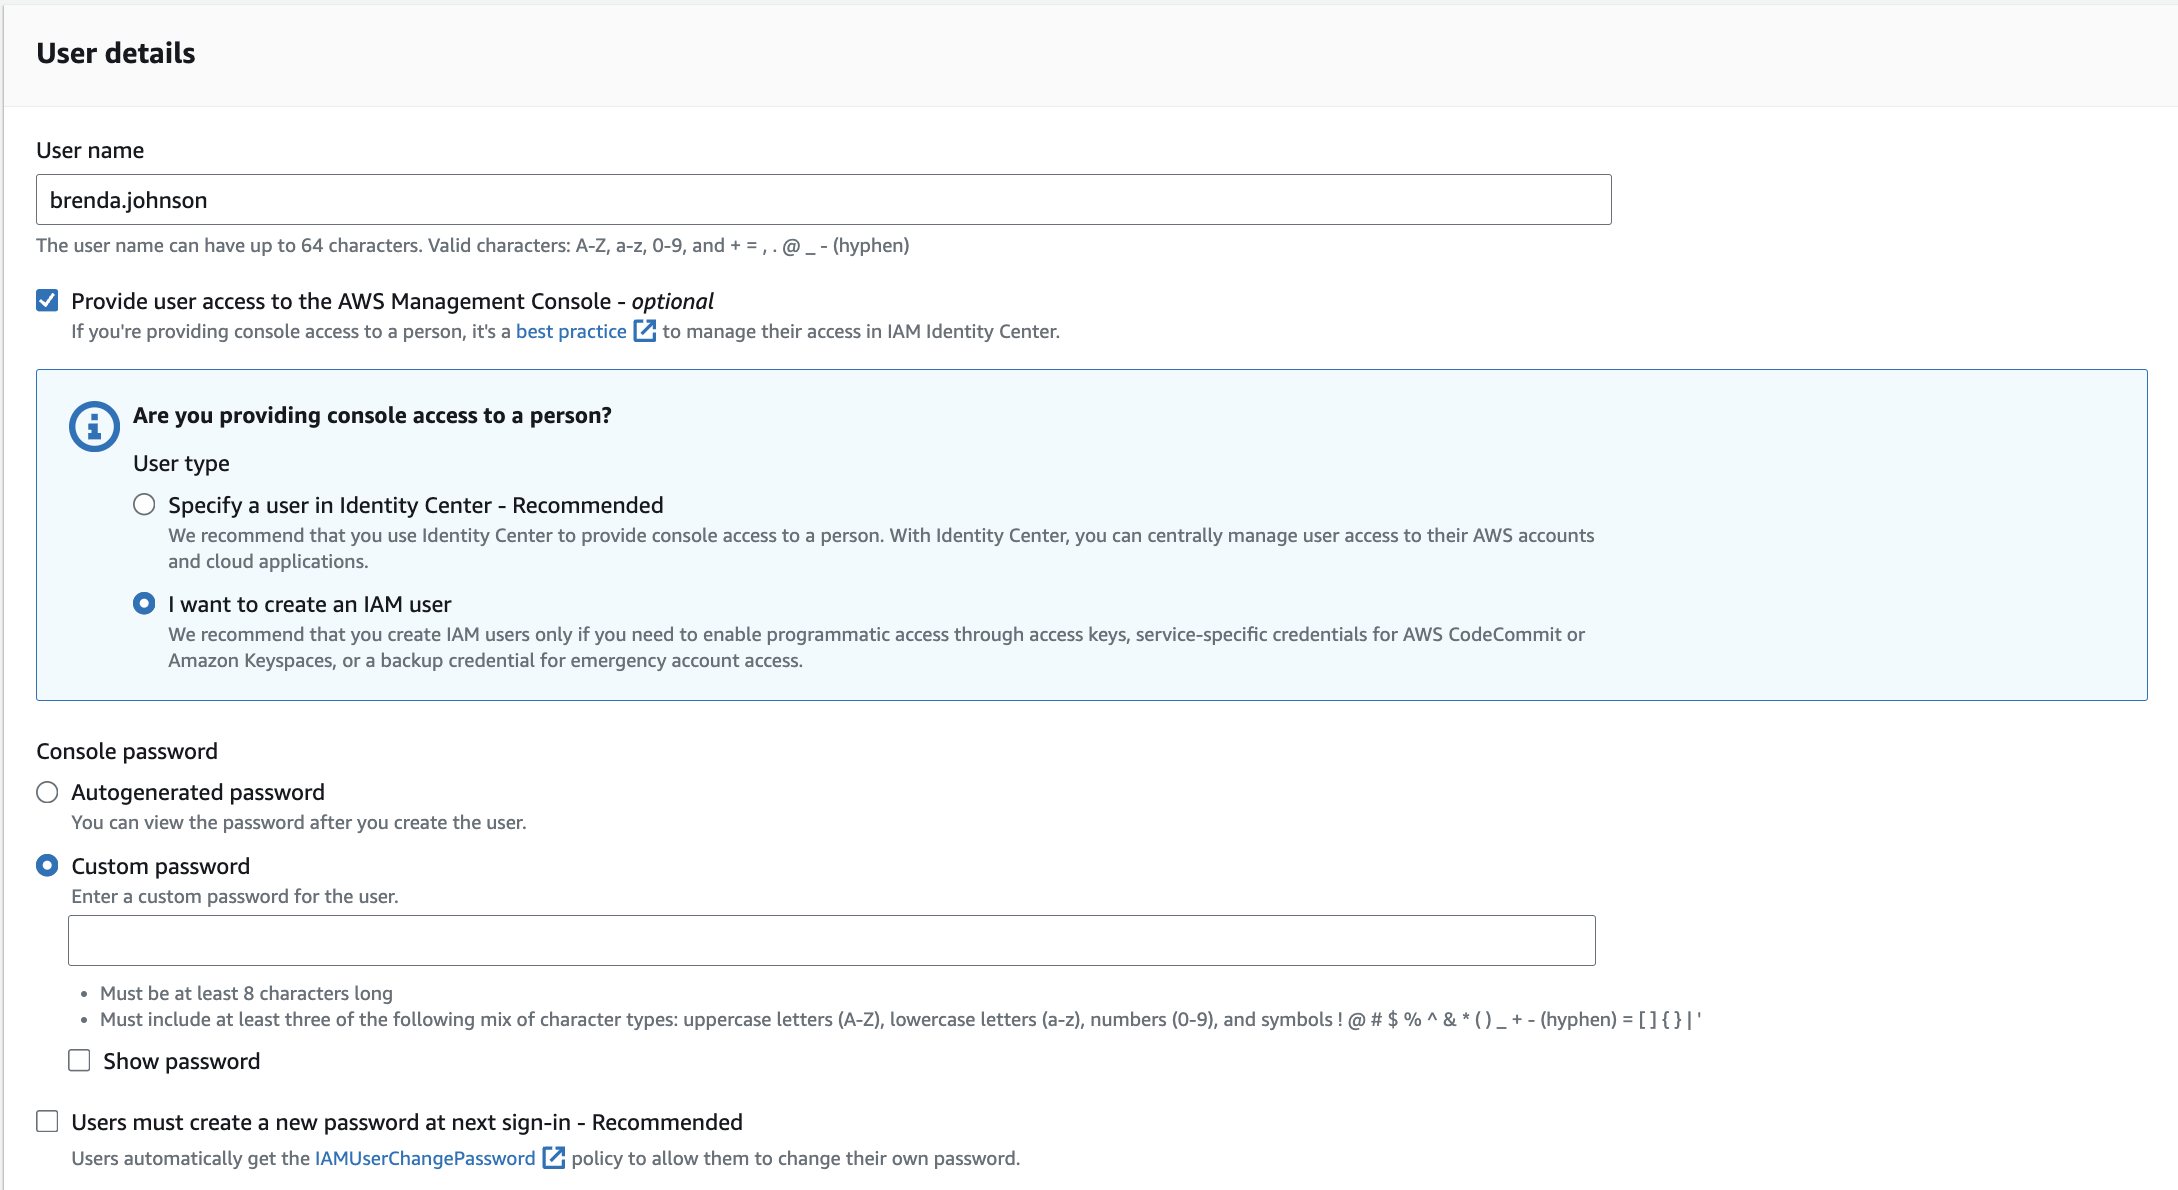 User details
User name
brenda.johnson
The user name can have up to 64 characters. Valid characters: A-Z, a-z, 0-9, and + = , . @ _ - (hyphen)
Provide user access to the AWS Management Console - optional
If you're providing console access to a person, it's a best practice to manage their access in IAM Identity Center.
Are you providing console access to a person?
User type
Specify a user in Identity Center - Recommended
We recommend that you use Identity Center to provide console access to a person. With Identity Center, you can centrally manage user access to their AWS accounts
and cloud applications.
I want to create an IAM user
We recommend that you create IAM users only if you need to enable programmatic access through access keys, service-specific credentials for AWS CodeCommit or
Amazon Keyspaces, or a backup credential for emergency account access.
Console password
Autogenerated password
You can view the password after you create the user.
Custom password
Enter a custom password for the user.
• Must be at least 8 characters long
• Must include at least three of the following mix of character types: uppercase letters (A-Z), lowercase letters (a-z), numbers (0-9), and symbols ! @ # $ % ^ & * ( ) _ + - (hyphen) = [ ] { } | '
Show password
Users must create a new password at next sign-in - Recommended
Users automatically get the IAMUserChangePassword policy to allow them to change their own password.